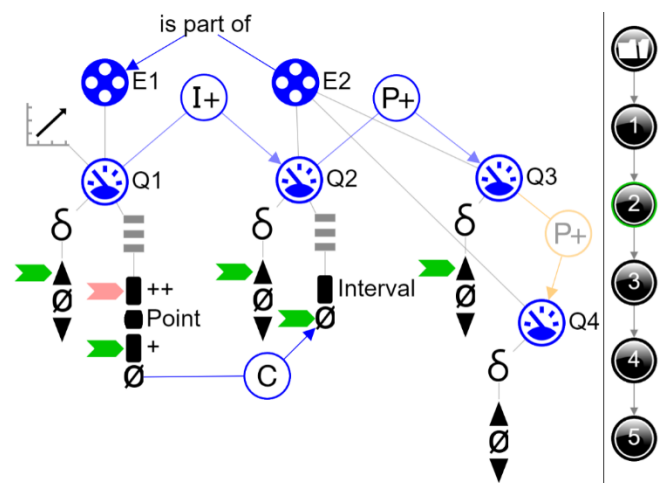 is part of
E1
I+
E2
P+
1
Q1
Q2
Q3
2
δ
δ
δ
P+
++
Interval
3
Ø
Point
Ø
Ø
Ø
Q4
+
Ø
C
δ
4
Ø
5